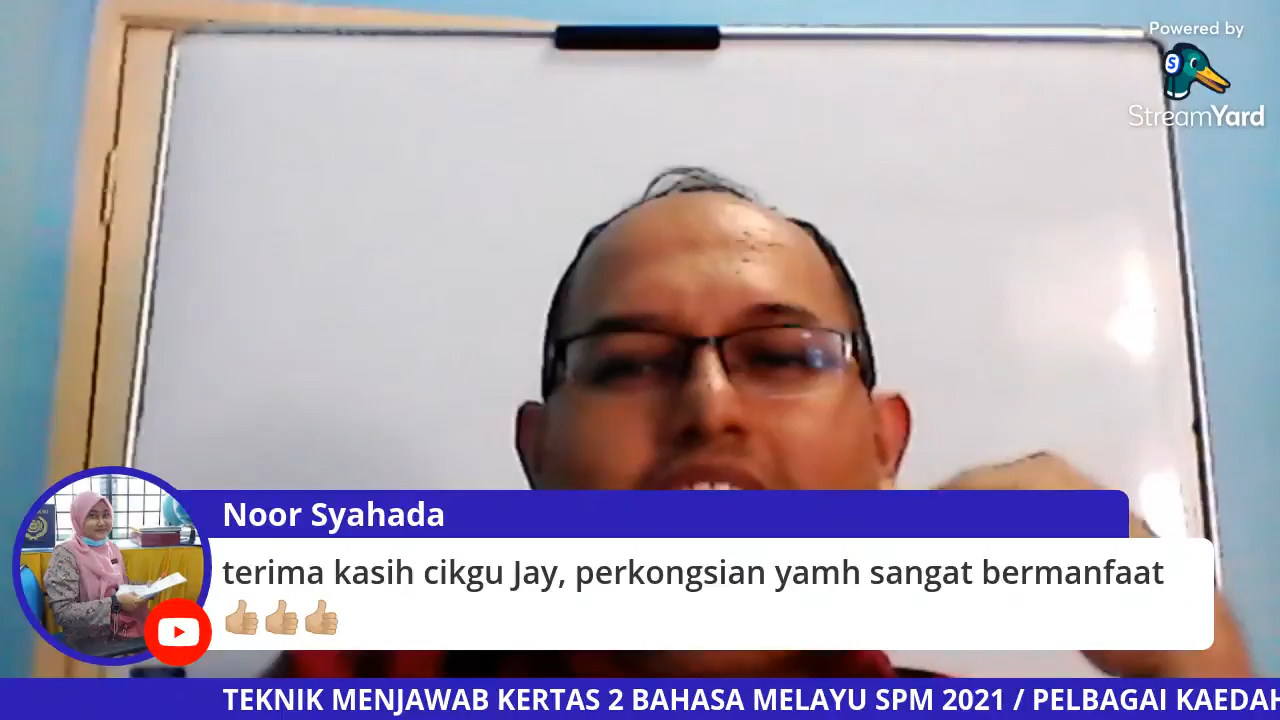 Powered by
StreamYard
Noor Syahada
terima kasih cikgu Jay, perkongsian yamh sangat bermanfaat
👍🏼👍🏼👍🏼
TEKNIK MENJAWAB KERTAS 2 BAHASA MELAYU SPM 2021 / PELBAGAI KAEDAH